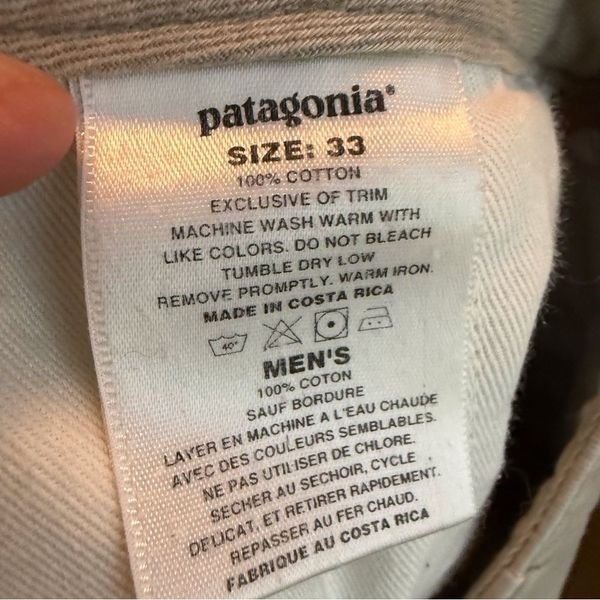 patagonia®
SIZE: 33
100% COTTON
EXCLUSIVE OF TRIM
MACHINE WASH WARM WITH
LIKE COLORS. DO NOT BLEACH
TUMBLE DRY LOW
REMOVE PROMPTLY. WARM IRON.
MADE IN COSTA RICA
40°
MEN'S
100% COTON
SAUF BORDURE
LAVER EN MACHINE A L'EAU CHAUDE
AVEC DES COULEURS SEMBLABLES.
NE PAS UTILISER DE CHLORE.
SECHER AU SECHOIR, CYCLE
DELICAT, ET RETIRER RAPIDEMENT.
REPASSER AU FER CHAUD.
FABRIQUE AU COSTA RICA